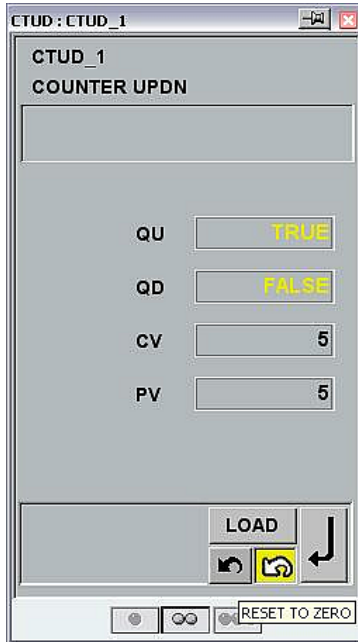 CTUD : CTUD_1
CTUD_1
COUNTER UPDN
QU TRUE
QD FALSE
CV 5
PV 5
LOAD
RESET TO ZERO